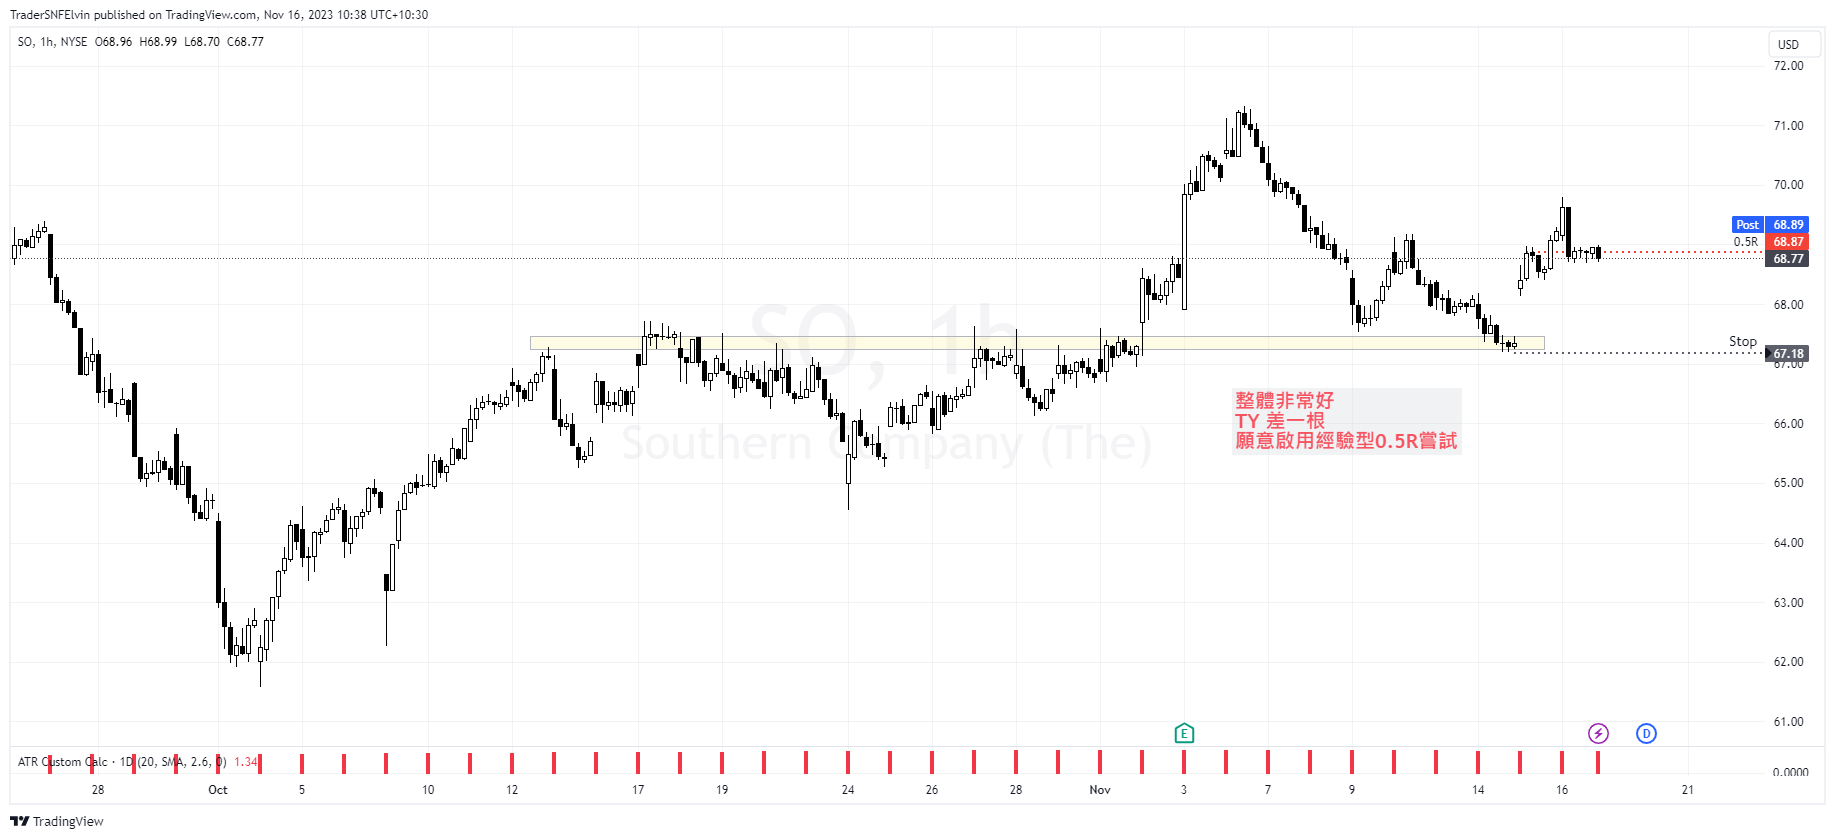 TraderSNFElvin published on TradingView.com, Nov 16, 2023 10:38 UTC+10:30
SO, 1h, NYSE O68.96 H68.99 L68.70 C68.77
USD
72.00
71.00
70.00
Post 68.89
0.5R 68.87
68.77
68.00
Stop
67.18
67.00
66.00
65.00
64.00
63.00
62.00
61.00
SO, 1h
Southern Company (The)
整體非常好
TY 差一根
願意啟用經驗型0.5R嘗試
E
D
ATR Custom Calc · 1D (20, SMA, 2.6, 0) 1.34
0.0000
28 Oct 5 10 12 17 19 24 26 28 Nov 3 7 9 14 16 21
TradingView